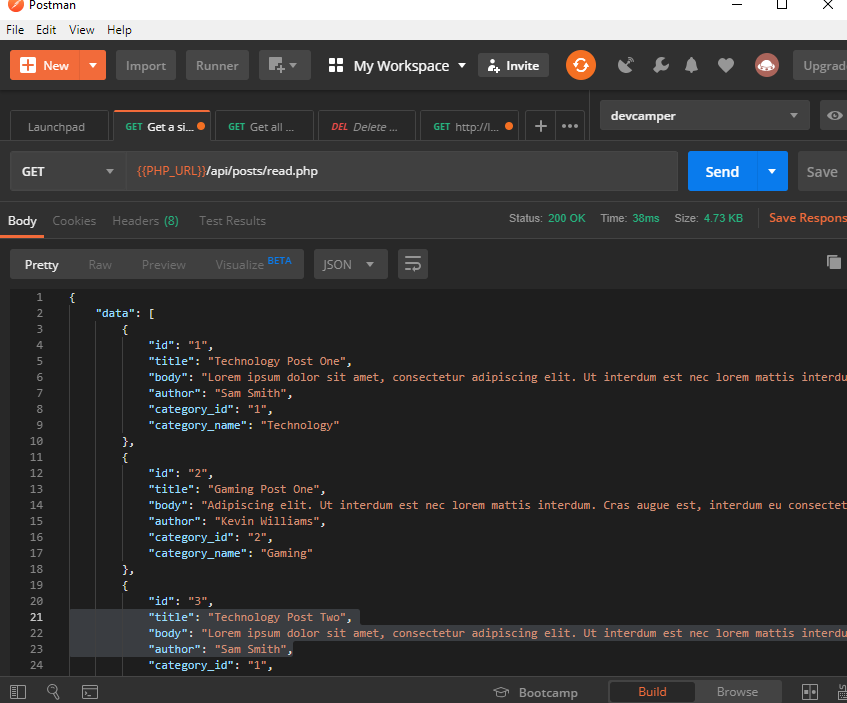 Postman
File Edit View Help
New Import Runner My Workspace Invite Upgrade
Launchpad GET Get a si... GET Get all ... DEL Delete ... GET http://l... + ••• devcamper
GET {{PHP_URL}}/api/posts/read.php Send Save
Body Cookies Headers (8) Test Results Status: 200 OK Time: 38ms Size: 4.73 KB Save Respons
Pretty Raw Preview Visualize BETA JSON
1 {
2 "data": [
3 {
4 "id": "1",
5 "title": "Technology Post One",
6 "body": "Lorem ipsum dolor sit amet, consectetur adipiscing elit. Ut interdum est nec lorem mattis interdu
7 "author": "Sam Smith",
8 "category_id": "1",
9 "category_name": "Technology"
10 },
11 {
12 "id": "2",
13 "title": "Gaming Post One",
14 "body": "Adipiscing elit. Ut interdum est nec lorem mattis interdum. Cras augue est, interdum eu consectet
15 "author": "Kevin Williams",
16 "category_id": "2",
17 "category_name": "Gaming"
18 },
19 {
20 "id": "3",
21 "title": "Technology Post Two",
22 "body": "Lorem ipsum dolor sit amet, consectetur adipiscing elit. Ut interdum est nec lorem mattis interdu
23 "author": "Sam Smith",
24 "category_id": "1",
Bootcamp Build Browse